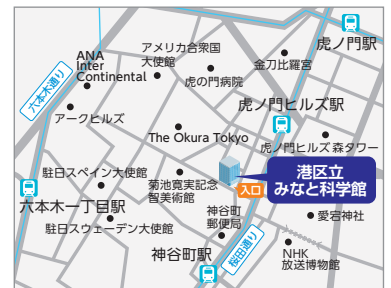 虎ノ門駅
アメリカ合衆国
大使館
ANA
Inter
Continental
金刀比羅宮
虎の門病院
六本木通り
虎ノ門ヒルズ駅
アークヒルズ
The Okura Tokyo
虎ノ門ヒルズ 森タワー
港区立
みなと科学館
駐日スペイン大使館
菊池寛実記念
智美術館
入口
六本木一丁目駅
神谷町
郵便局
愛宕神社
駐日スウェーデン大使館
桜田通り
神谷町駅
NHK
放送博物館